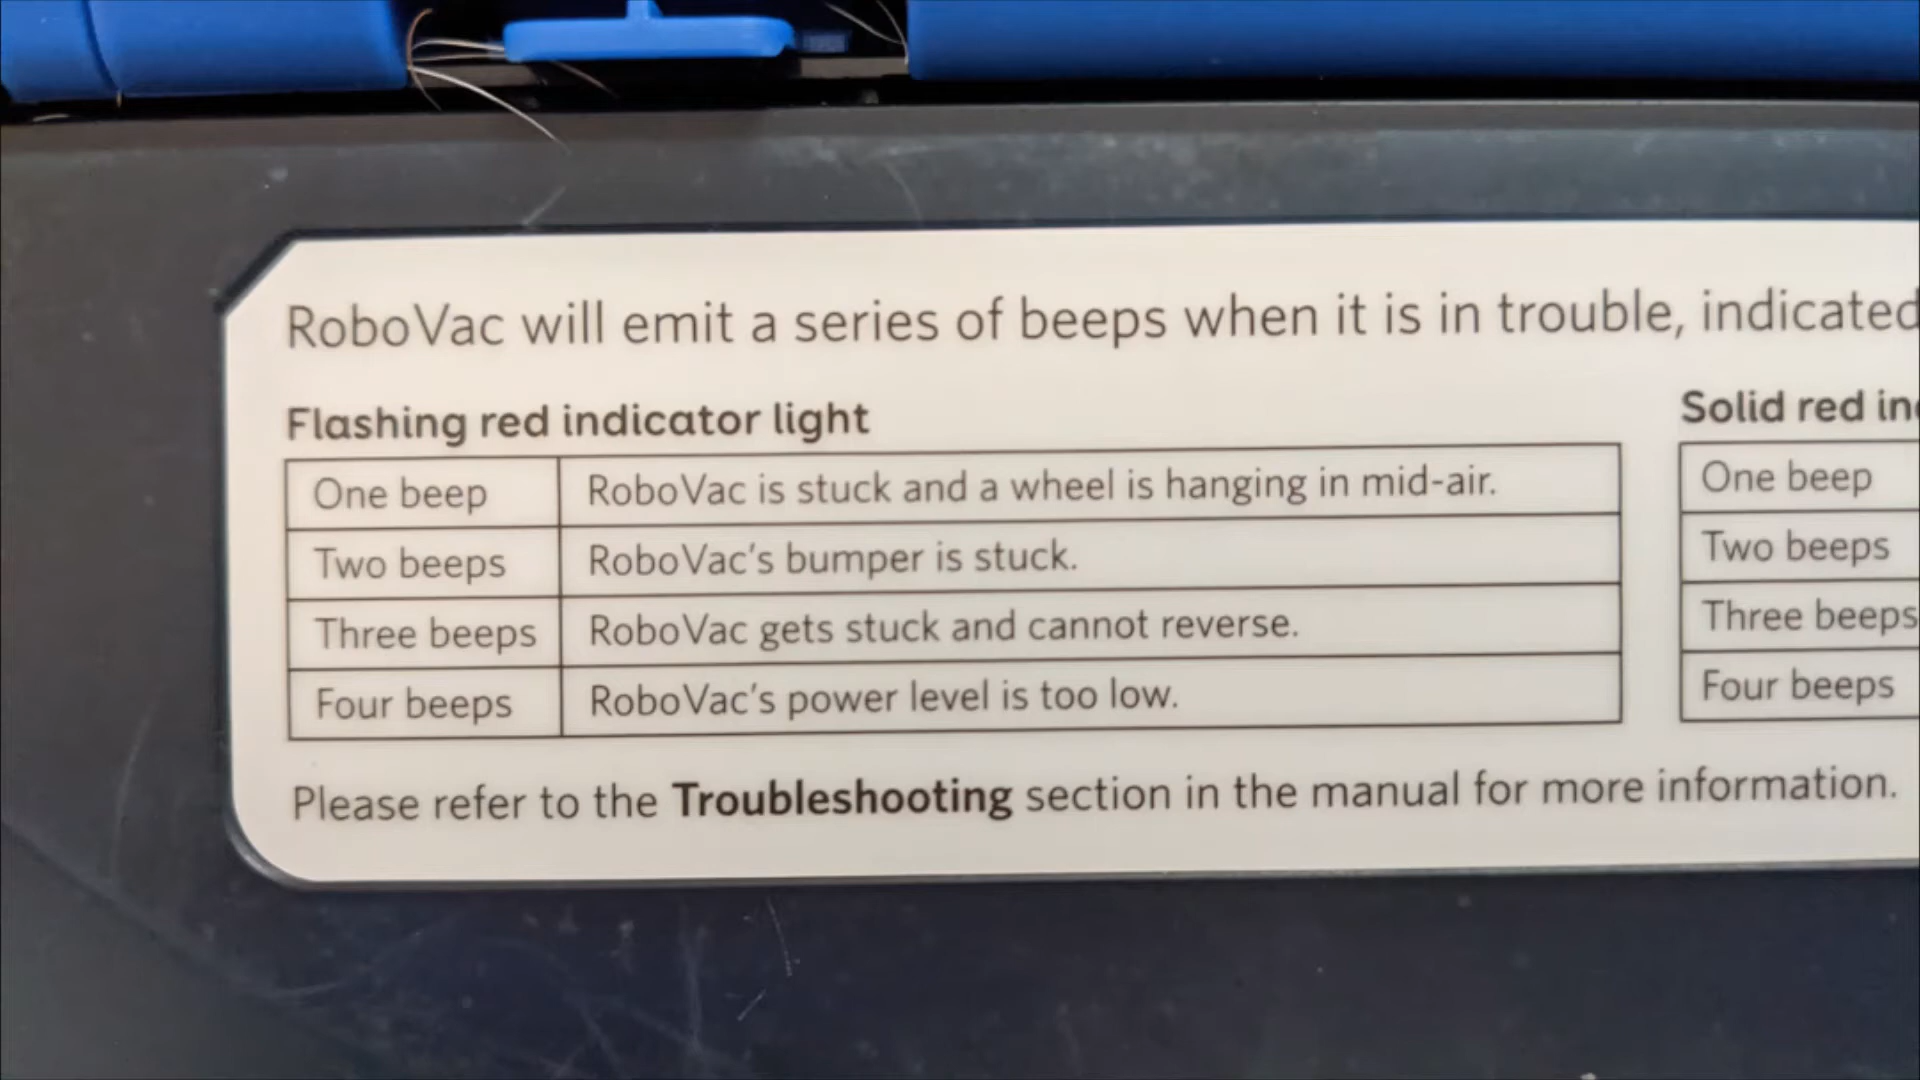 RoboVac will emit a series of beeps when it is in trouble, indicated
Flashing red indicator light
One beep RoboVac is stuck and a wheel is hanging in mid-air.
Two beeps RoboVac's bumper is stuck.
Three beeps RoboVac gets stuck and cannot reverse.
Four beeps RoboVac's power level is too low.
Solid red
One beep
Two beeps
Three beeps
Four beeps
Please refer to the Troubleshooting section in the manual for more information.